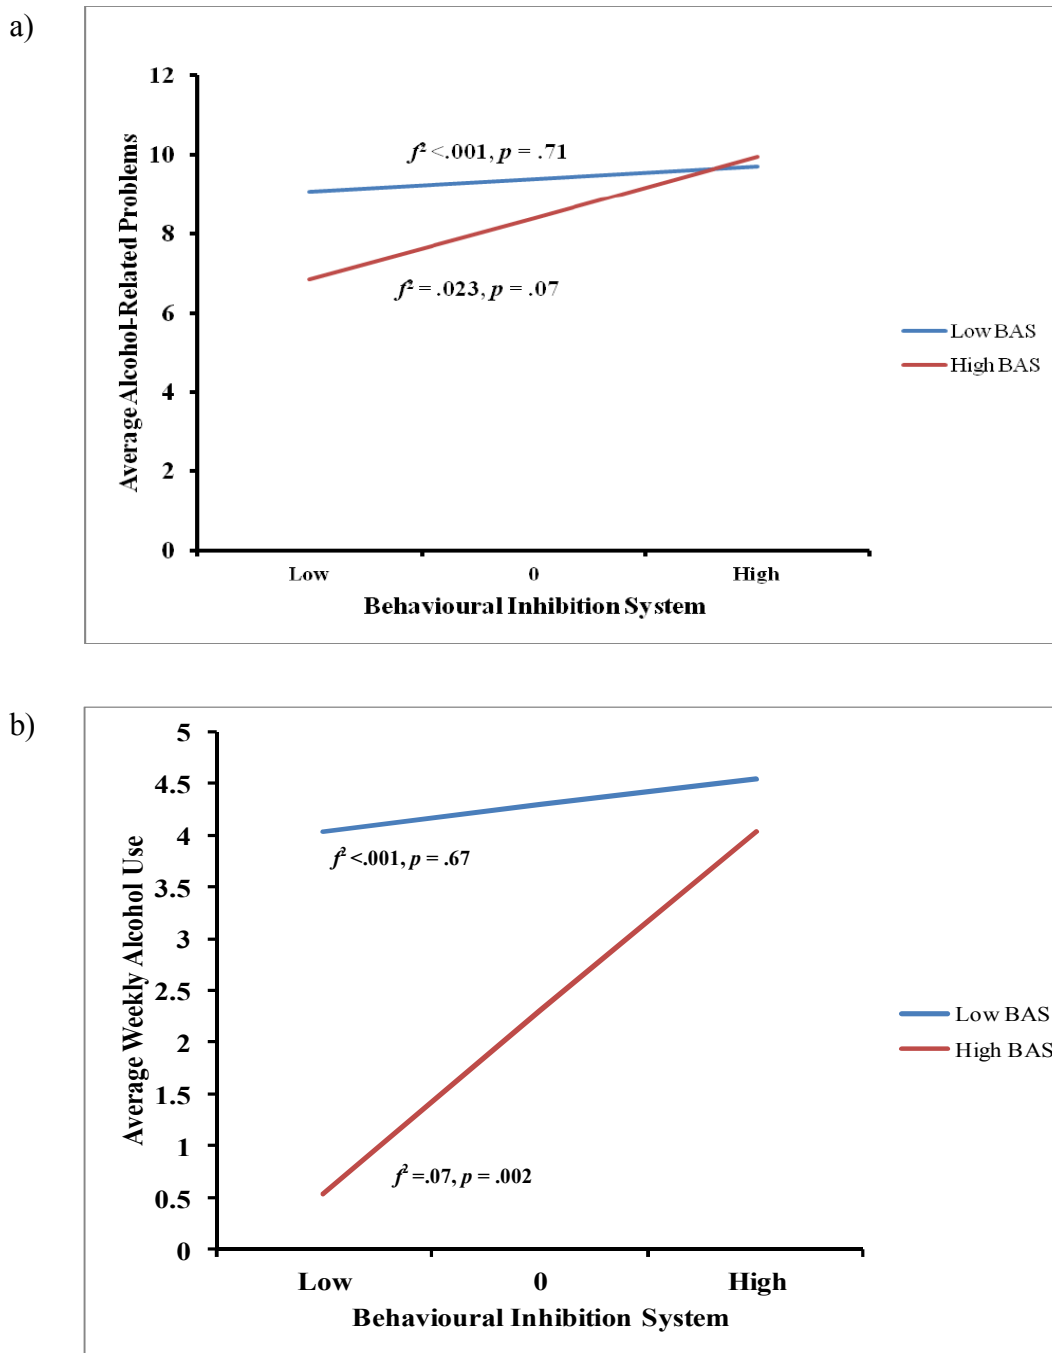 a)
12
10
8
6
4
2
0
Average Alcohol-Related Problems
f² <.001, p = .71
f² = .023, p = .07
Low BAS
High BAS
Low 0 High
Behavioural Inhibition System
b)
5
4.5
4
3.5
3
2.5
2
1.5
1
0.5
0
Average Weekly Alcohol Use
f² <.001, p = .67
f² =.07, p = .002
Low BAS
High BAS
Low 0 High
Behavioural Inhibition System